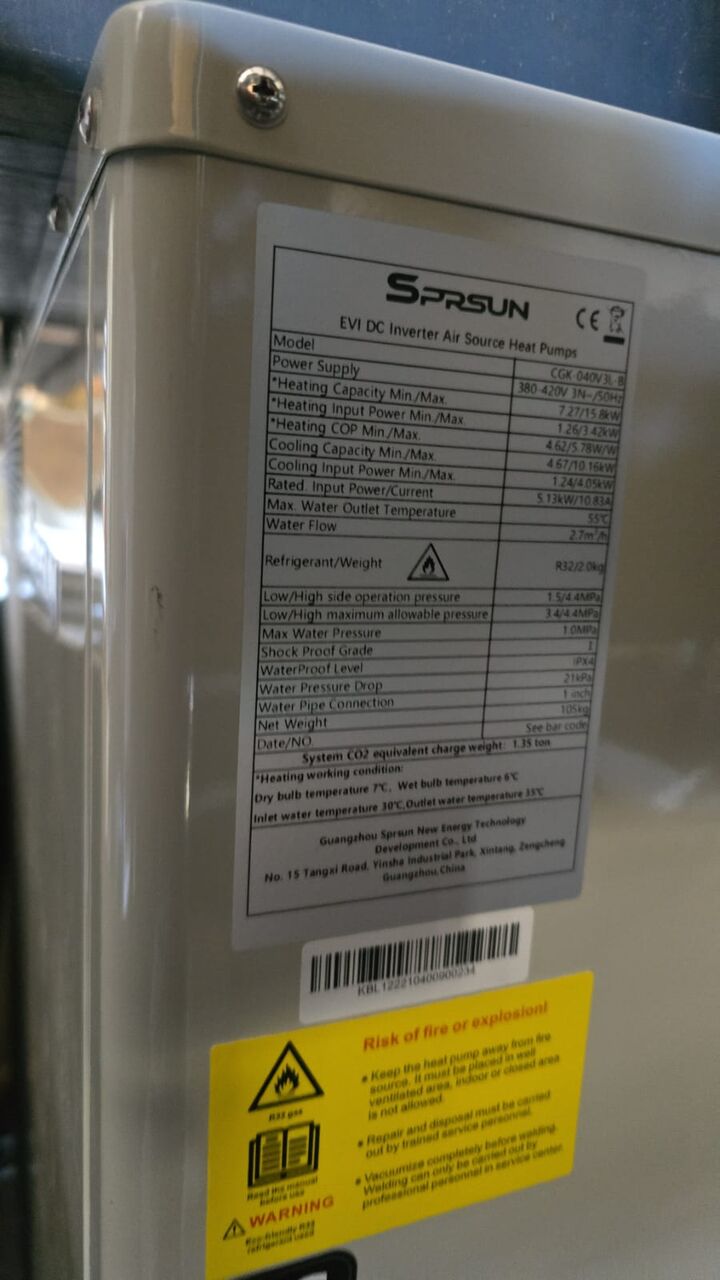 SPRSUN
CE
EVI DC Inverter Air Source Heat Pumps
Model CGK-040V3L-B
Power Supply 380-420V 3N~/50Hz
*Heating Capacity Min./Max. 7.27/15.8kW
*Heating Input Power Min./Max. 1.26/3.42kW
*Heating COP Min./Max. 4.62/5.78W/W
Cooling Capacity Min./Max. 4.67/10.16kW
Cooling Input Power Min./Max. 1.24/4.05kW
Rated. Input Power/Current 5.13kW/10.83A
Max. Water Outlet Temperature 55℃
Water Flow 2.7m³/h
Refrigerant/Weight R32/2.0kg
Low/High side operation pressure 1.5/4.4MPa
Low/High maximum allowable pressure 3.4/4.4MPa
Max Water Pressure 1.0MPa
Shock Proof Grade I
WaterProof Level IPX4
Water Pressure Drop 21kPa
Water Pipe Connection 1 inch
Net Weight 105kg
Date/NO. See bar code
System CO2 equivalent charge weight: 1.35 ton
*Heating working condition:
Dry bulb temperature 7℃, Wet bulb temperature 6℃
Inlet water temperature 30℃,Outlet water temperature 35℃
Guangzhou Sprsun New Energy Technology
Development Co., Ltd
No. 15 Tangxi Road, Yinshe Industrial Park, Xintang, Zengcheng
Guangzhou,China
KBL122210400900234
Risk of fire or explosion!
• Keep the heat pump away from fire
source. It must be placed in well
ventilated area, indoor or closed area
is not allowed.
• Repair and disposal must be carried
out by trained service personnel.
• Vacuumize completely before welding,
Welding can only be carried out by
professional personnel in service center.
R32 gas
Read the manual
before use
WARNING
Eco-friendly R32
refrigerant used